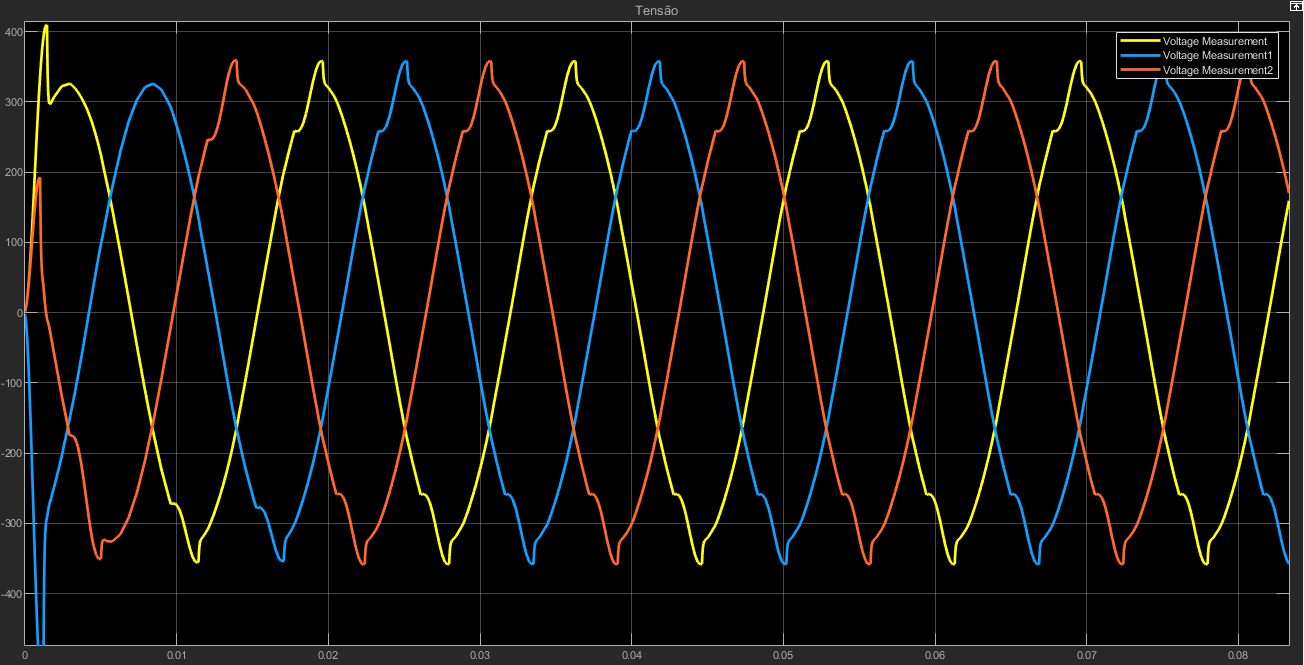 Tensão
Voltage Measurement
Voltage Measurement1
Voltage Measurement2
400
300
200
100
0
-100
-200
-300
-400
0 0.01 0.02 0.03 0.04 0.05 0.06 0.07 0.08